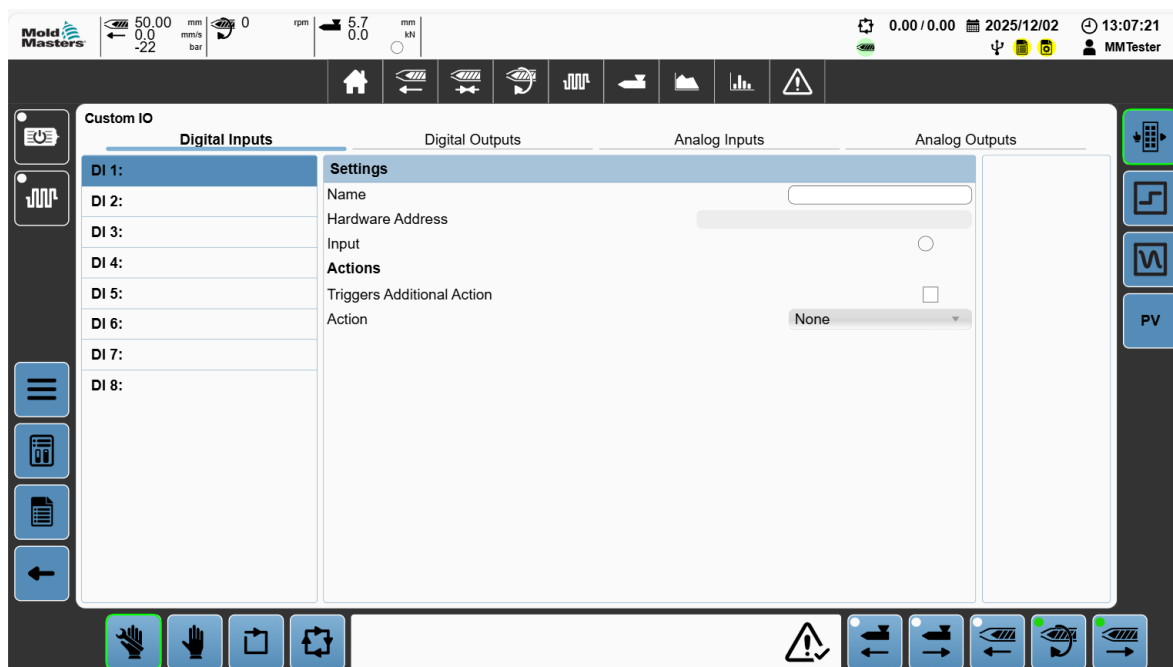 Mold
Masters
50.00 mm
0.0 mm/s
-22 bar
0 rpm
5.7 mm
0.0 kN
0.00 / 0.00
2025/12/02
13:07:21
MMTester
Custom IO
Digital Inputs
Digital Outputs
Analog Inputs
Analog Outputs
DI 1:
DI 2:
DI 3:
DI 4:
DI 5:
DI 6:
DI 7:
DI 8:
Settings
Name
Hardware Address
Input
Actions
Triggers Additional Action
Action None
PV